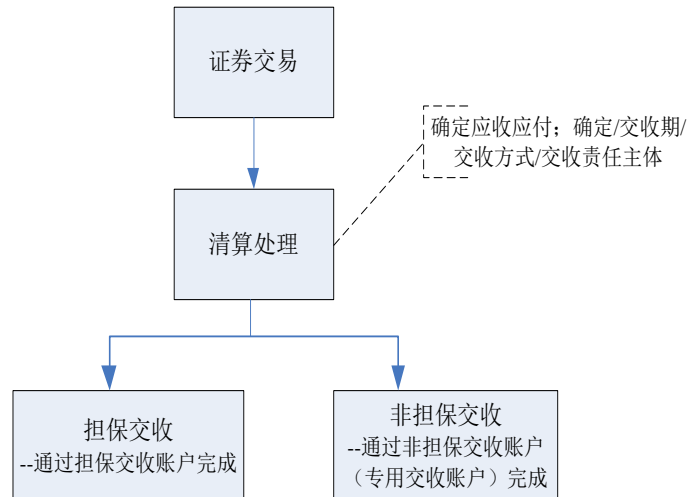 证券交易
确定应收应付；确定/交收期/
交收方式/交收责任主体
清算处理
担保交收
--通过担保交收账户完成
非担保交收
--通过非担保交收账户
（专用交收账户）完成